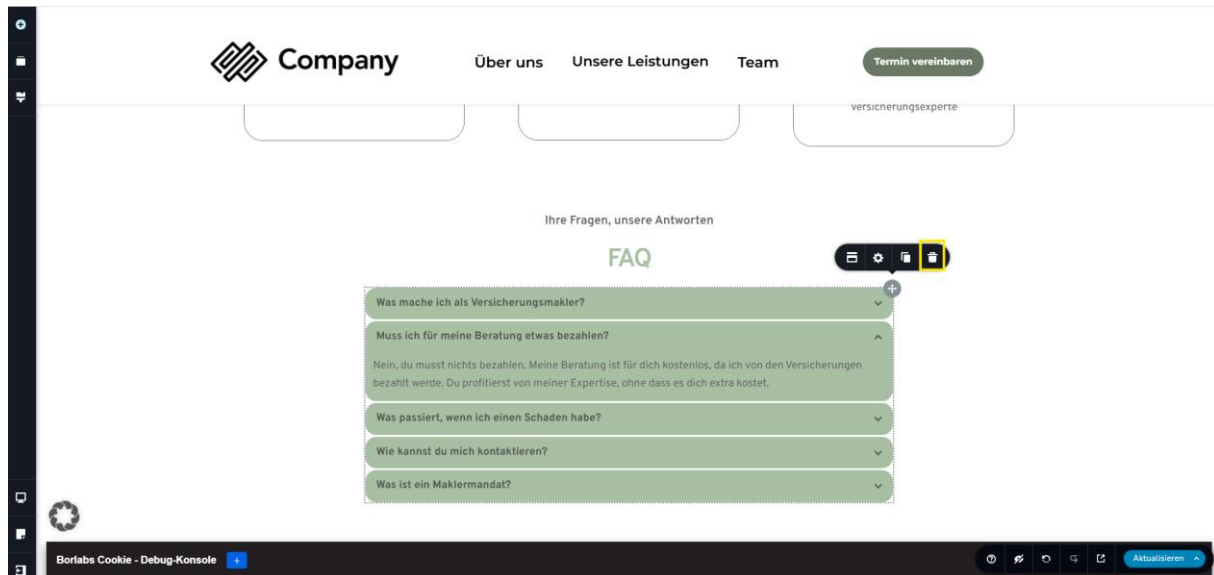 Company
Über uns
Unsere Leistungen
Team
Termin vereinbaren
Versicherungsexperte
Ihre Fragen, unsere Antworten
FAQ
Was mache ich als Versicherungsmakler?
Muss ich für meine Beratung etwas bezahlen?
Nein, du musst nichts bezahlen. Meine Beratung ist für dich kostenlos, da ich von den Versicherungen
bezahlt werde. Du profitierst von meiner Expertise, ohne dass es dich extra kostet.
Was passiert, wenn ich einen Schaden habe?
Wie kannst du mich kontaktieren?
Was ist ein Maklermandat?
Borlabs Cookie - Debug-Konsole
Aktualisieren